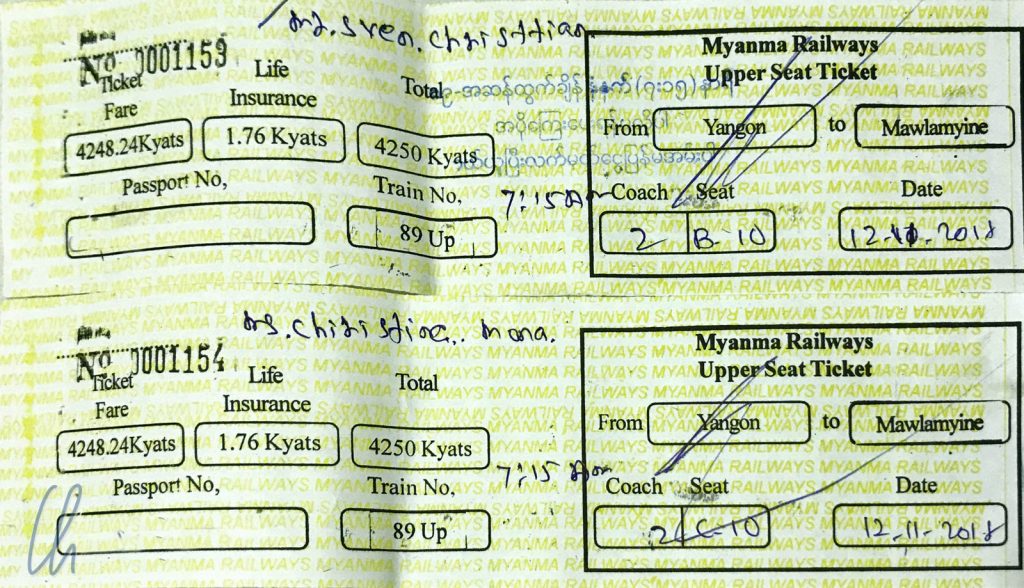 Mr. Sven. Christtian
No 0001153
Ticket
Fare
Life
Insurance
Total
4248.24Kyats
1.76 Kyats
4250 Kyats
Passport No,
Train No,
89 Up
7:15 Am
Myanma Railways
Upper Seat Ticket
From
Yangon
to
Mawlamyine
Coach
Seat
Date
2
B-10
12-11-2018
Ms. Christina.. Mona.
No 0001154
Ticket
Fare
Life
Insurance
Total
4248.24Kyats
1.76 Kyats
4250 Kyats
Passport No,
Train No,
89 Up
7:15 Am
Myanma Railways
Upper Seat Ticket
From
Yangon
to
Mawlamyine
Coach
Seat
Date
2
C-10
12-11-2018
MYANMA RAILWAYS